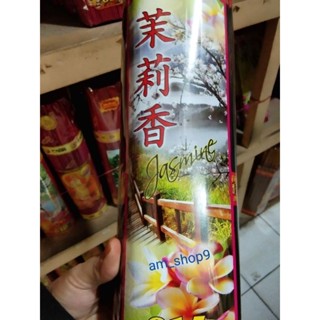 茉莉香
Jasmine
am_shop9